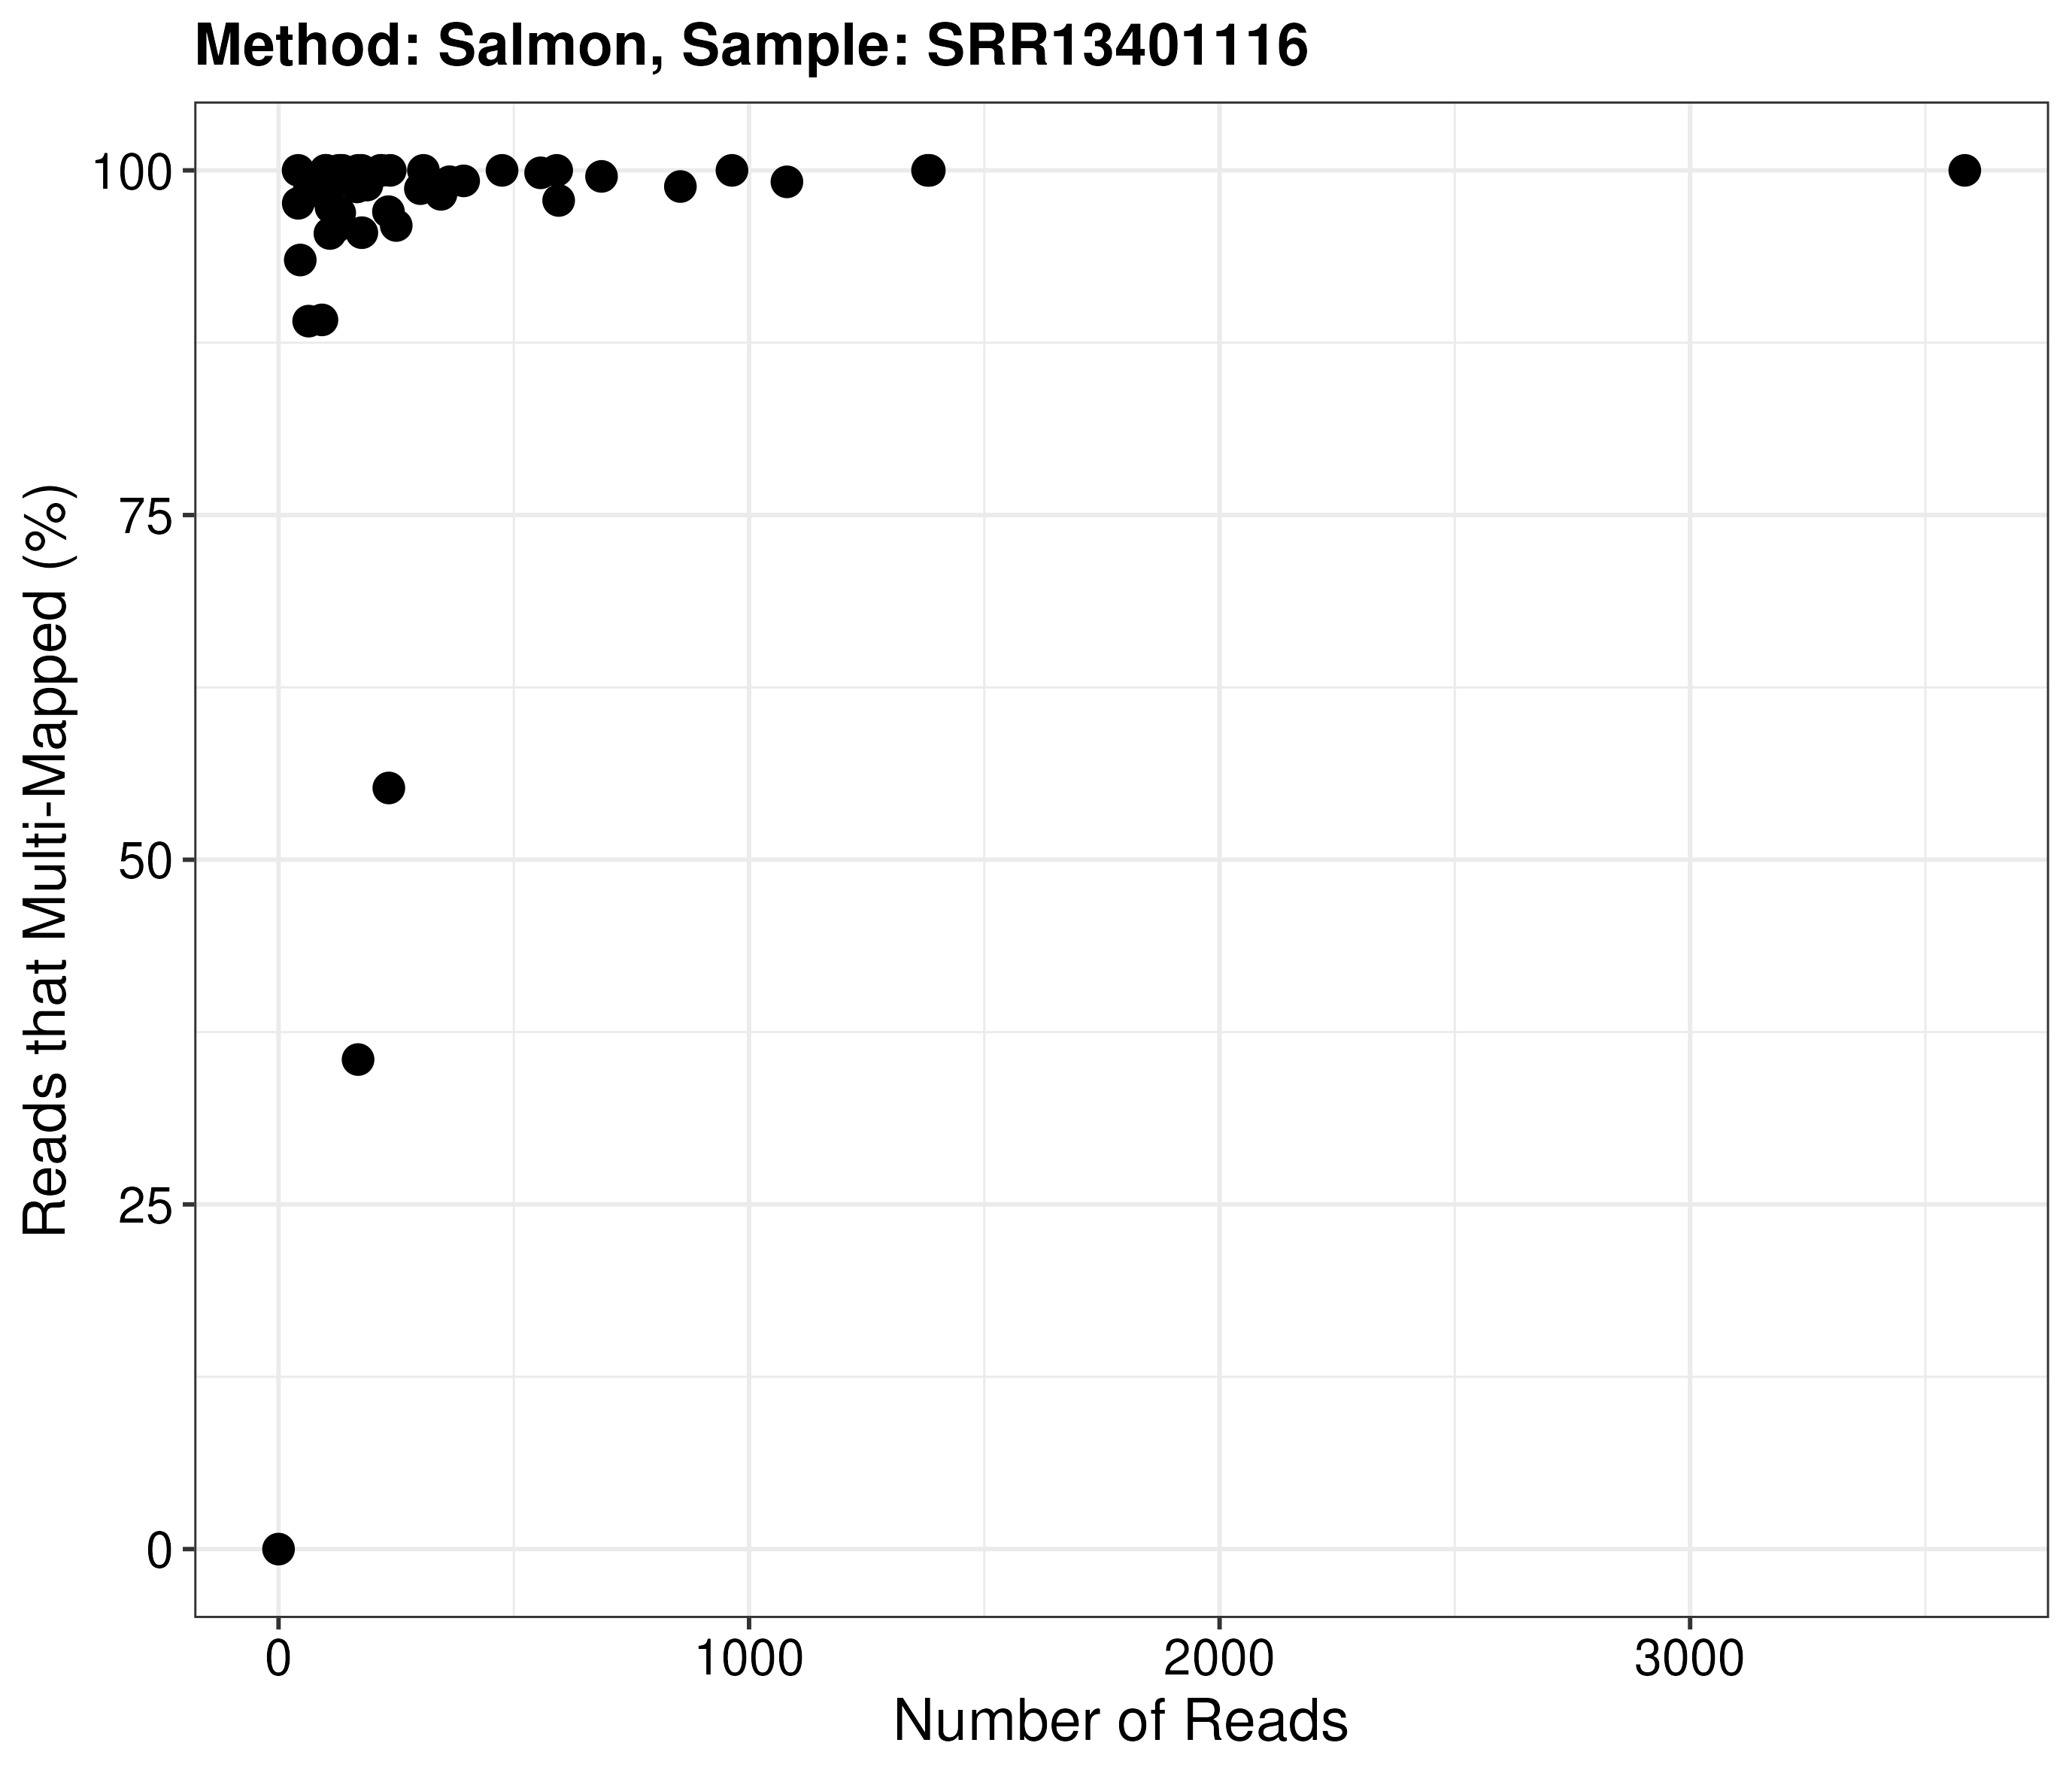 Method: Salmon, Sample: SRR13401116
Reads that Multi-Mapped (%)
100
75
50
25
0
0 1000 2000 3000
Number of Reads